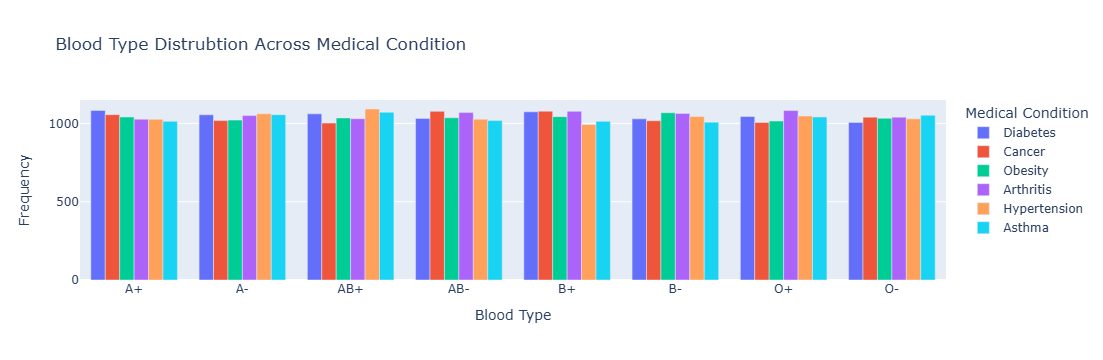 Blood Type Distrubtion Across Medical Condition
Medical Condition
Diabetes
Cancer
Obesity
Arthritis
Hypertension
Asthma
Frequency
1000
500
0
A+ A- AB+ AB- B+ B- O+ O-
Blood Type